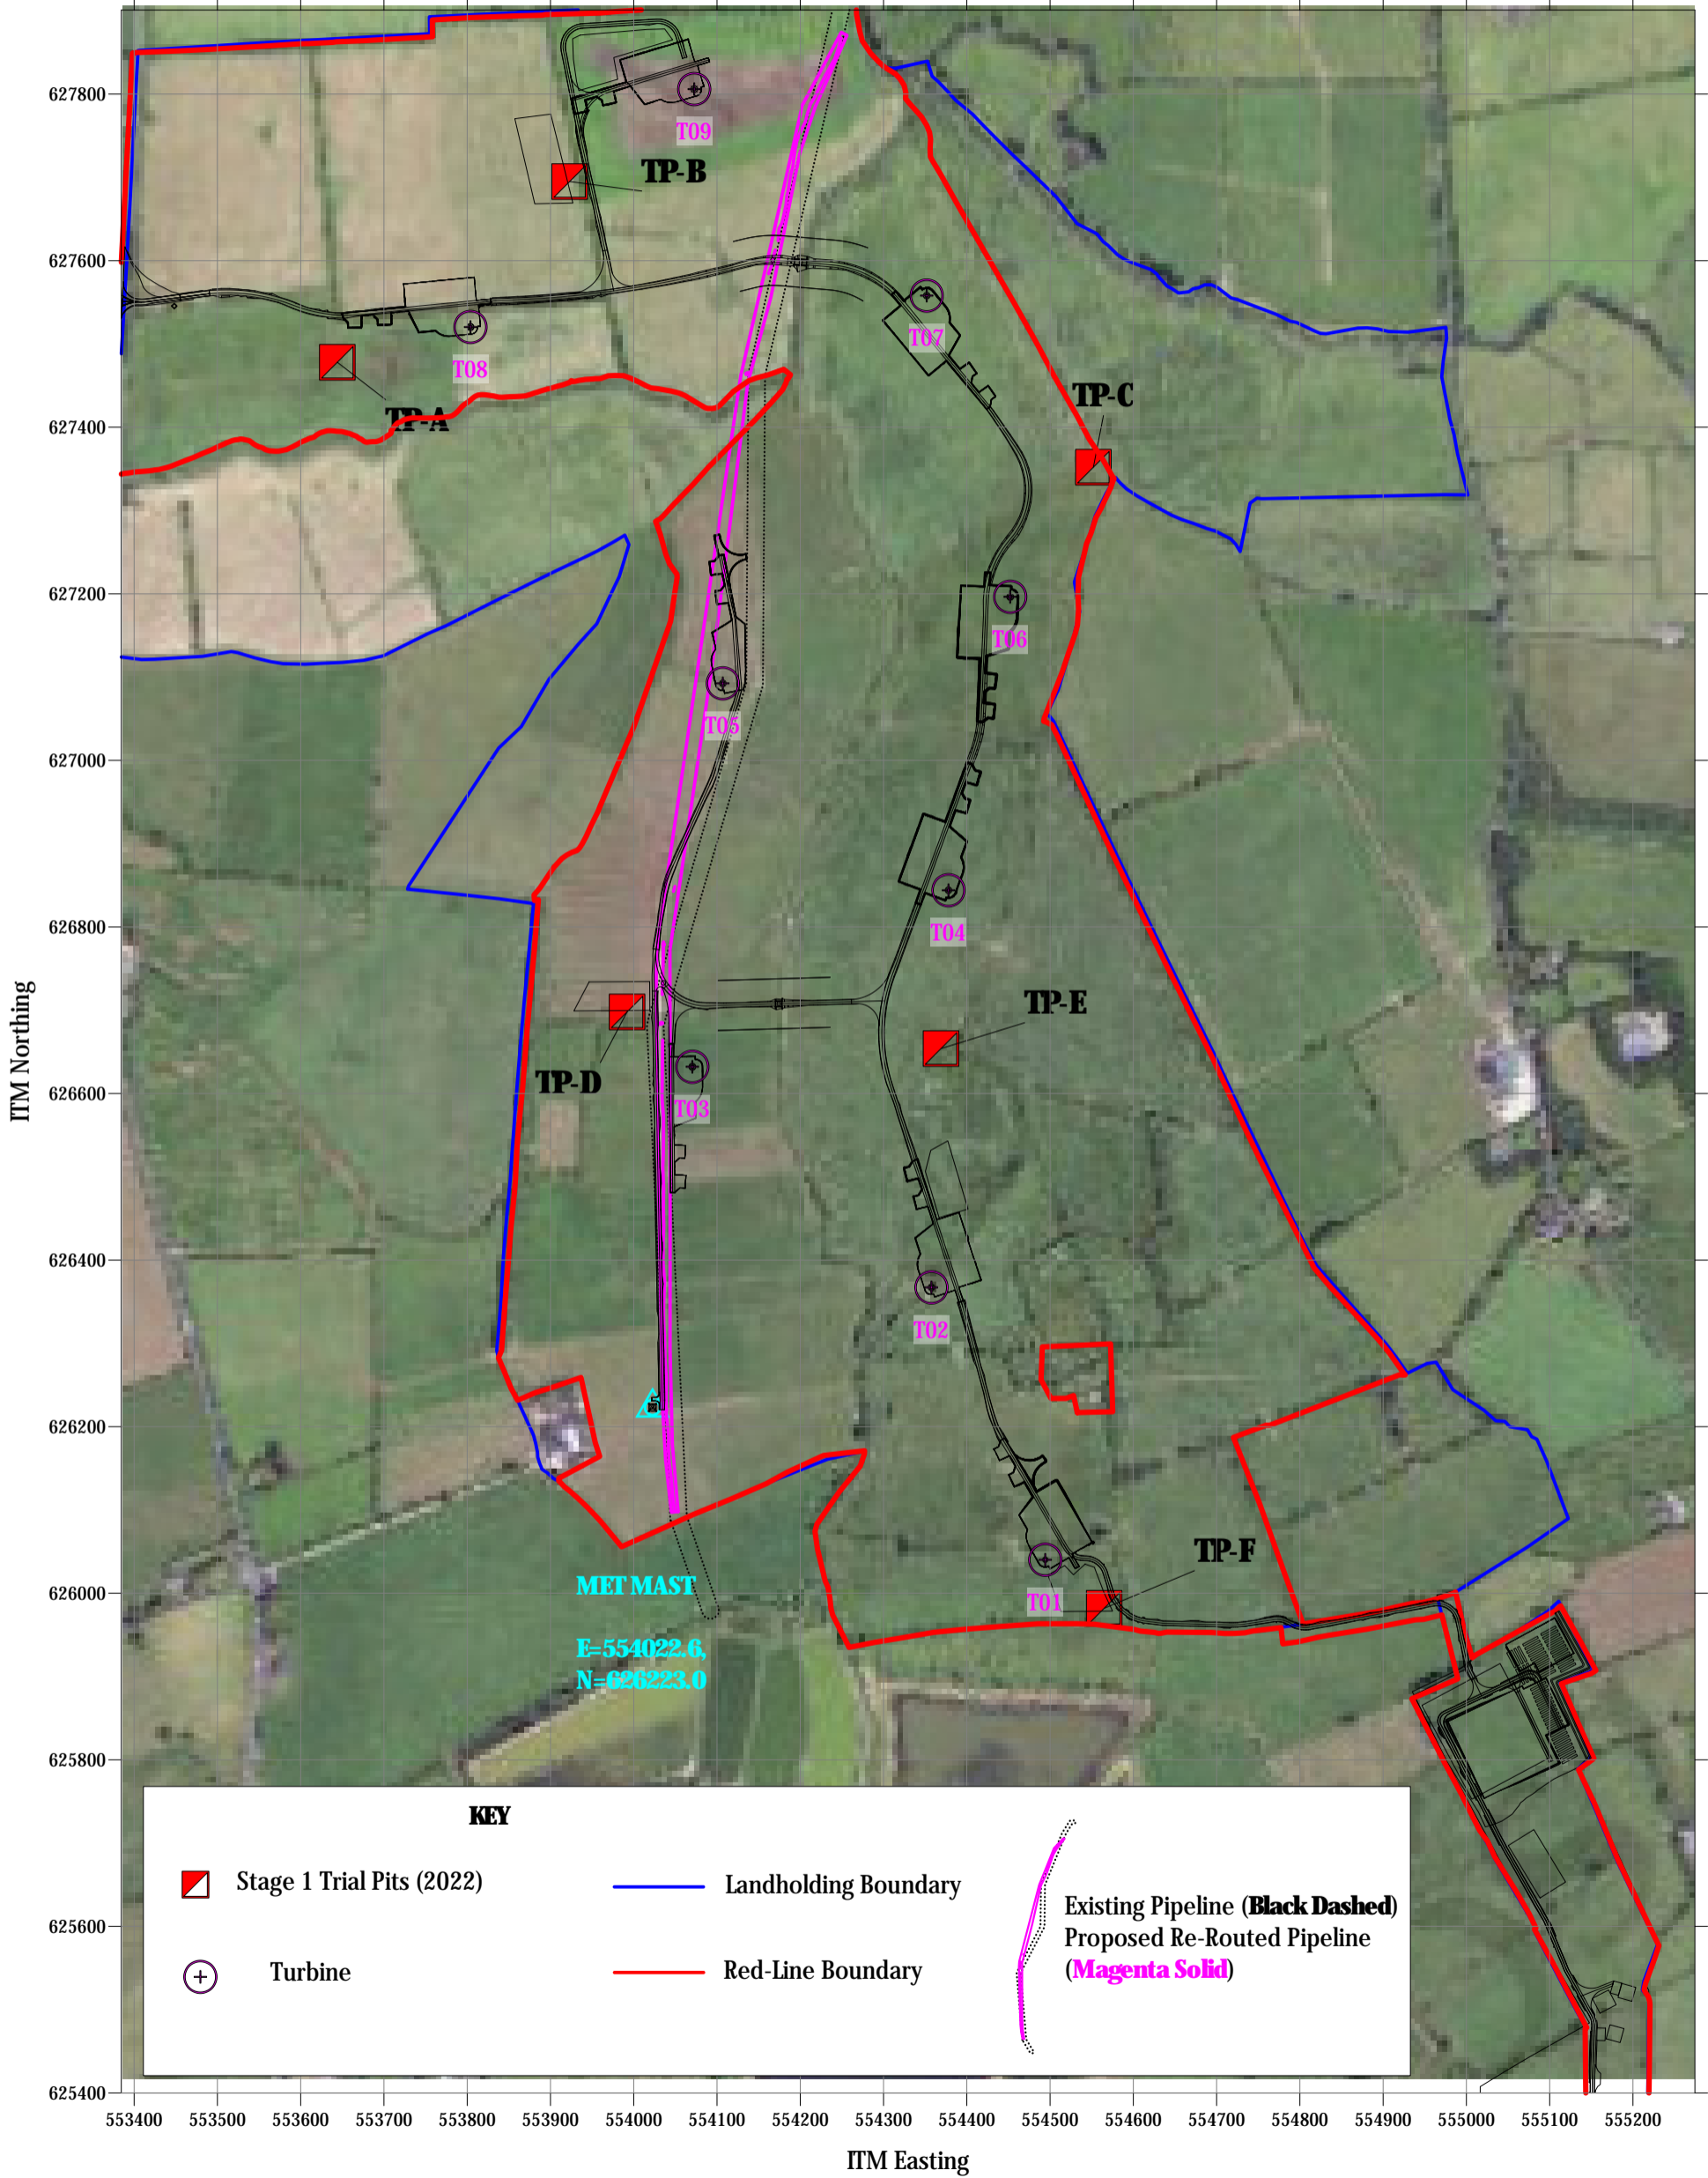 T09
TP-B
T07
T08
TP-C
TP-A
T06
T05
T04
TP-E
TP-D
T03
T02
TP-F
T01
MET MAST
E=554022.6,
N=626223.0
627800
627600
627400
627200
627000
626800
626600
626400
626200
626000
625800
625600
625400
ITM Northing
KEY
Stage 1 Trial Pits (2022)
Landholding Boundary
Existing Pipeline (Black Dashed)
Proposed Re-Routed Pipeline
(Magenta Solid)
Turbine
Red-Line Boundary
553400 553500 553600 553700 553800 553900 554000 554100 554200 554300 554400 554500 554600 554700 554800 554900 555000 555100 555200
ITM Easting